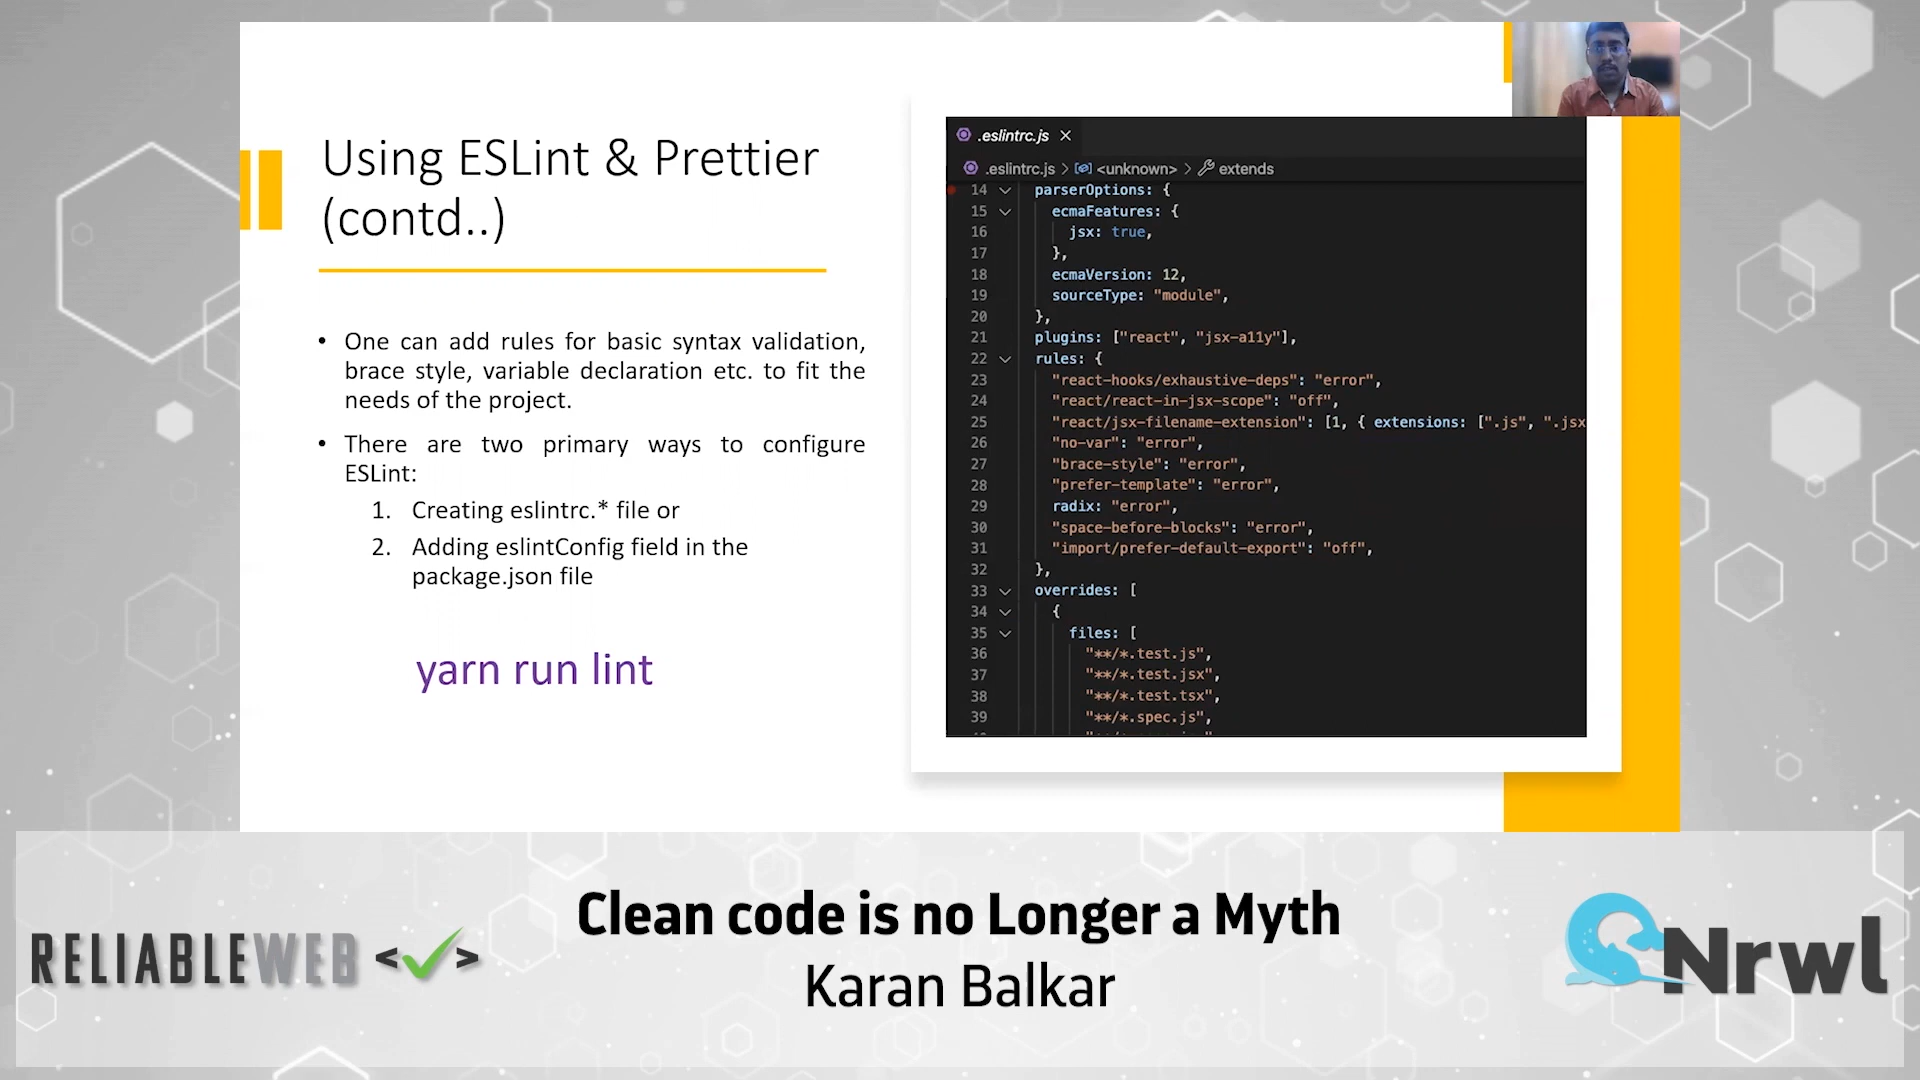 Using ESLint & Prettier
(contd..)
• One can add rules for basic syntax validation,
brace style, variable declaration etc. to fit the
needs of the project.
• There are two primary ways to configure
ESLint:
1. Creating eslintrc.* file or
2. Adding eslintConfig field in the
package.json file
yarn run lint
.eslintrc.js
.eslintrc.js > <unknown> > extends
14 parserOptions: {
15 ecmaFeatures: {
16 jsx: true,
17 },
18 ecmaVersion: 12,
19 sourceType: "module",
20 },
21 plugins: ["react", "jsx-a11y"],
22 rules: {
23 "react-hooks/exhaustive-deps": "error",
24 "react/react-in-jsx-scope": "off",
25 "react/jsx-filename-extension": [1, { extensions: [".js", ".jsx
26 "no-var": "error",
27 "brace-style": "error",
28 "prefer-template": "error",
29 radix: "error",
30 "space-before-blocks": "error",
31 "import/prefer-default-export": "off",
32 },
33 overrides: [
34 {
35 files: [
36 "**/*.test.js",
37 "**/*.test.jsx",
38 "**/*.test.tsx",
39 "**/*.spec.js",
Clean code is no Longer a Myth
Karan Balkar
RELIABLEWEB <✓>
Nrwl